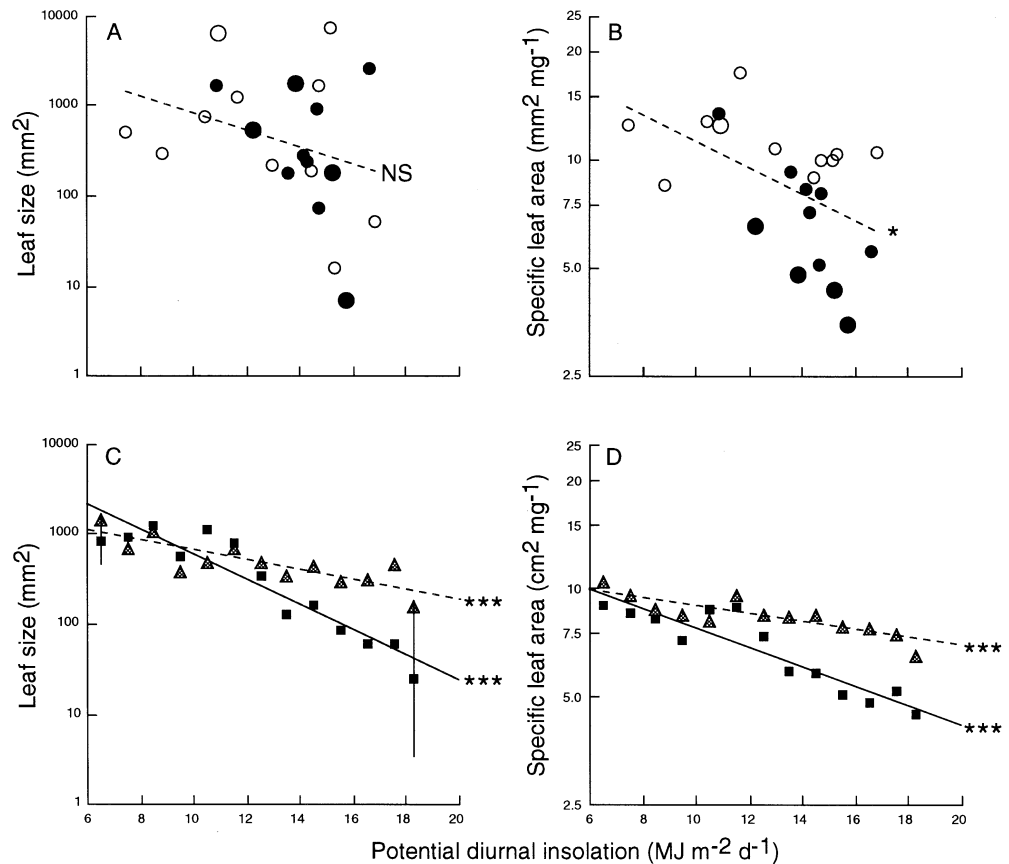 A
10000
1000
100
10
1
Leaf size (mm2)
NS
B
25
20
15
10
7.5
5.0
2.5
Specific leaf area (mm2 mg-1)
*
C
10000
1000
100
10
1
Leaf size (mm2)
***
***
6 8 10 12 14 16 18 20
D
25
20
15
10
7.5
5.0
2.5
Specific leaf area (cm2 mg-1)
***
***
6 8 10 12 14 16 18 20
Potential diurnal insolation (MJ m-2 d-1)